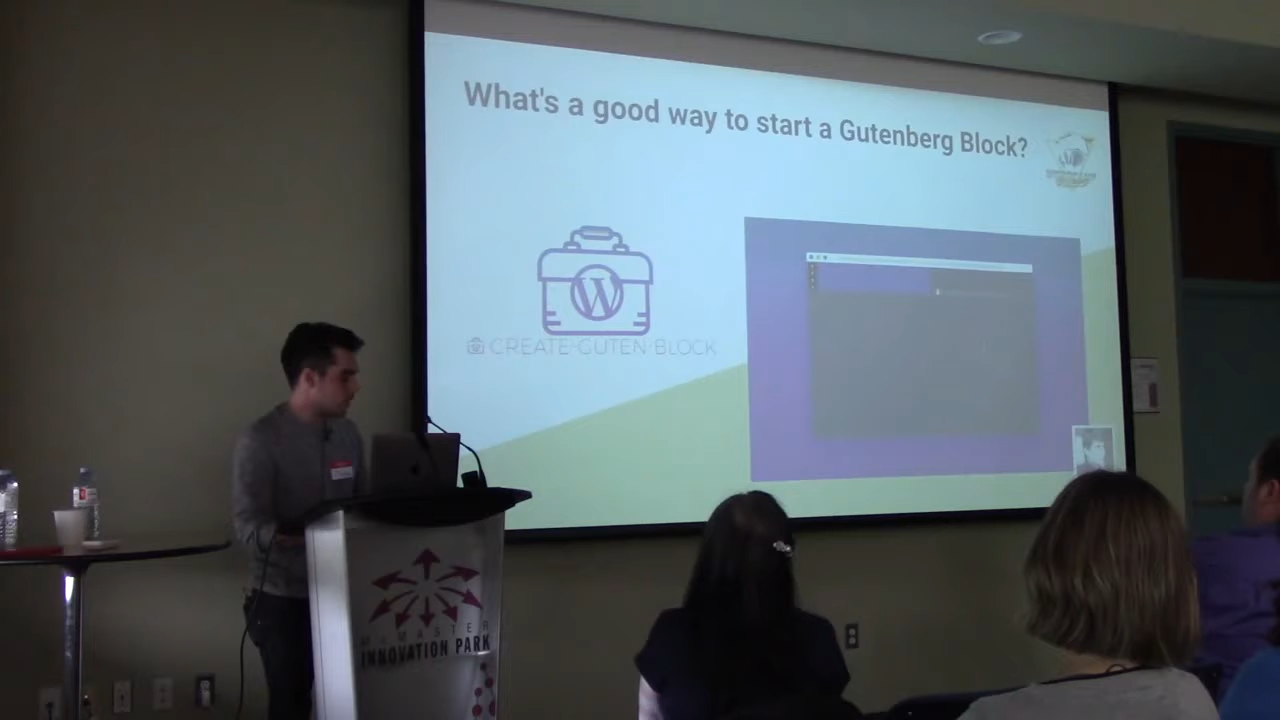 What's a good way to start a Gutenberg Block?
CREATE-GUTEN-BLOCK
McMASTER
INNOVATION PARK